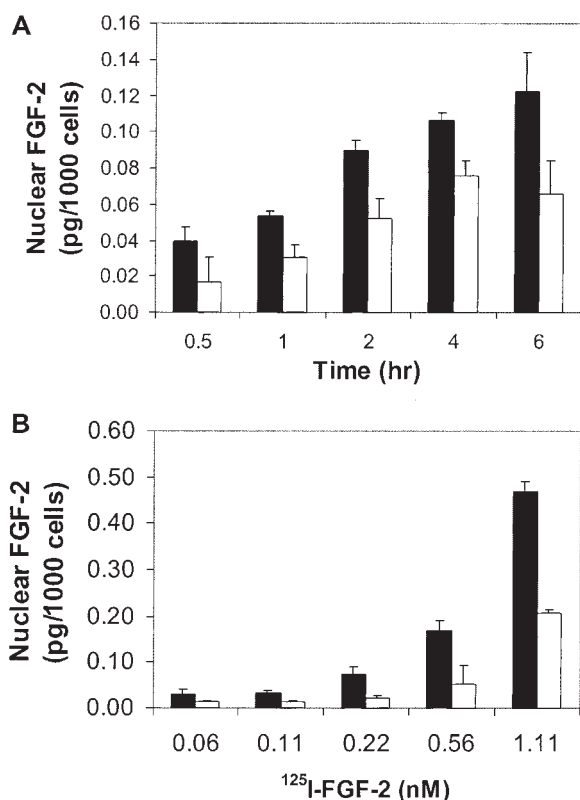 A
Nuclear FGF-2
(pg/1000 cells)
0.16
0.14
0.12
0.10
0.08
0.06
0.04
0.02
0.00
0.5 1 2 4 6
Time (hr)
B
Nuclear FGF-2
(pg/1000 cells)
0.60
0.50
0.40
0.30
0.20
0.10
0.00
0.06 0.11 0.22 0.56 1.11
¹²⁵I-FGF-2 (nM)